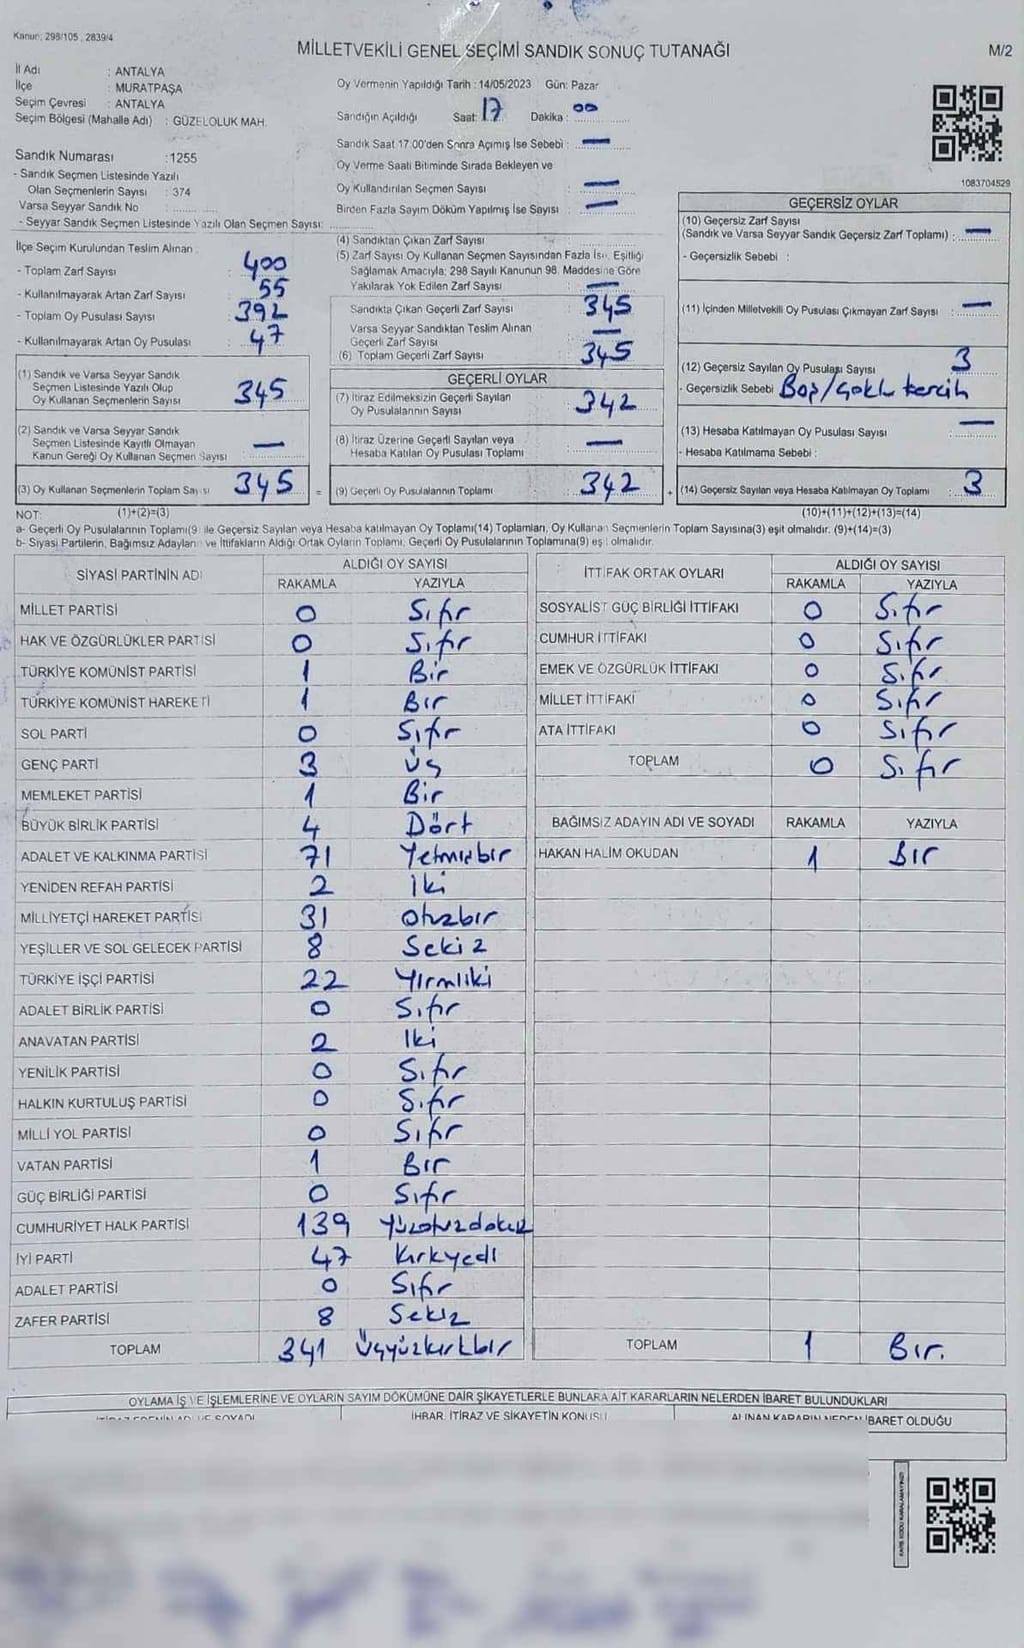 Kanun: 298/105, 2839/4
MİLLETVEKİLİ GENEL SEÇİMİ SANDIK SONUÇ TUTANAĞI
M/2
İl Adı : ANTALYA
İlçe : MURATPAŞA
Seçim Çevresi : ANTALYA
Seçim Bölgesi (Mahalle Adı) : GÜZELOLUK MAH.
Sandık Numarası :1255
- Sandık Seçmen Listesinde Yazılı
Olan Seçmenlerin Sayısı : 374
Varsa Seyyar Sandık No :
- Seyyar Sandık Seçmen Listesinde Yazılı Olan Seçmen Sayısı:
Oy Vermenin Yapıldığı Tarih : 14/05/2023 Gün: Pazar
Sandığın Açıldığı Saat: 17 Dakika : 00
Sandık Saat 17:00'den Sonra Açımış İse Sebebi : —
Oy Verme Saati Bitiminde Sırada Bekleyen ve
Oy Kullandırılan Seçmen Sayısı : —
Birden Fazla Sayım Döküm Yapılmış İse Sayısı : —
1083704529
İlçe Seçim Kurulundan Teslim Alınan
- Toplam Zarf Sayısı : 400
- Kullanılmayarak Artan Zarf Sayısı : 55
- Toplam Oy Pusulası Sayısı : 392
- Kullanılmayarak Artan Oy Pusulası : 47
(1) Sandık ve Varsa Seyyar Sandık
Seçmen Listesinde Yazılı Olup
Oy Kullanan Seçmenlerin Sayısı : 345
(2) Sandık ve Varsa Seyyar Sandık
Seçmen Listesinde Kayıtlı Olmayan
Kanun Gereği Oy Kullanan Seçmen Sayısı : —
(3) Oy Kullanan Seçmenlerin Toplam Sayısı : 345 =
(4) Sandıktan Çıkan Zarf Sayısı :
(5) Zarf Sayısı Oy Kullanan Seçmen Sayısından Fazla İse, Eşitliği
Sağlamak Amacıyla; 298 Sayılı Kanunun 98. Maddesine Göre
Yakılarak Yok Edilen Zarf Sayısı : —
Sandıkta Çıkan Geçerli Zarf Sayısı : 345
Varsa Seyyar Sandıktan Teslim Alınan
Geçerli Zarf Sayısı : —
(6) Toplam Geçerli Zarf Sayısı : 345
GEÇERLİ OYLAR
(7) İtiraz Edilmeksizin Geçerli Sayılan
Oy Pusulalarının Sayısı : 342
(8) İtiraz Üzerine Geçerli Sayılan veya
Hesaba Katılan Oy Pusulası Toplamı : —
(9) Geçerli Oy Pusulalarının Toplamı : 342 +
GEÇERSİZ OYLAR
(10) Geçersiz Zarf Sayısı
(Sandık ve Varsa Seyyar Sandık Geçersiz Zarf Toplamı) : —
- Geçersizlik Sebebi :
(11) İçinden Milletvekili Oy Pusulası Çıkmayan Zarf Sayısı : —
(12) Geçersiz Sayılan Oy Pusulası Sayısı : 3
- Geçersizlik Sebebi : Boş/Çoklu tercih
(13) Hesaba Katılmayan Oy Pusulası Sayısı : —
- Hesaba Katılmama Sebebi :
(14) Geçersiz Sayılan veya Hesaba Katılmayan Oy Toplamı : 3
NOT: (1)+(2)=(3) (10)+(11)+(12)+(13)=(14)
a- Geçerli Oy Pusulalarının Toplamı(9) ile Geçersiz Sayılan veya Hesaba katılmayan Oy Toplamı(14) Toplamları, Oy Kullanan Seçmenlerin Toplam Sayısına(3) eşit olmalıdır. (9)+(14)=(3)
b- Siyasi Partilerin, Bağımsız Adayların ve İttifakların Aldığı Ortak Oyların Toplamı, Geçerli Oy Pusulalarının Toplamına(9) eşit olmalıdır.
SİYASİ PARTİNİN ADI ALDIĞI OY SAYISI
RAKAMLA YAZIYLA
MİLLET PARTİSİ 0 Sıfır
HAK VE ÖZGÜRLÜKLER PARTİSİ 0 Sıfır
TÜRKİYE KOMÜNİST PARTİSİ 1 Bir
TÜRKİYE KOMÜNİST HAREKETİ 1 Bır
SOL PARTİ 0 Sıfır
GENÇ PARTİ 3 Üç
MEMLEKET PARTİSİ 1 Bir
BÜYÜK BİRLİK PARTİSİ 4 Dört
ADALET VE KALKINMA PARTİSİ 71 Yetmişbir
YENİDEN REFAH PARTİSİ 2 İki
MİLLİYETÇİ HAREKET PARTİSİ 31 otuzbır
YEŞİLLER VE SOL GELECEK PARTİSİ 8 Sekiz
TÜRKİYE İŞÇİ PARTİSİ 22 Yırmiiki
ADALET BİRLİK PARTİSİ 0 Sıfır
ANAVATAN PARTİSİ 2 Iki
YENİLİK PARTİSİ 0 Sıfır
HALKIN KURTULUŞ PARTİSİ 0 Sıfır
MİLLİ YOL PARTİSİ 0 Sıfır
VATAN PARTİSİ 1 Bır
GÜÇ BİRLİĞİ PARTİSİ 0 Sıfır
CUMHURİYET HALK PARTİSİ 139 Yüzotuzdokuz
İYİ PARTİ 47 Kırkyedı
ADALET PARTİSİ 0 Sıfır
ZAFER PARTİSİ 8 Sekız
TOPLAM 341 Üçyüzkırkbır
İTTİFAK ORTAK OYLARI ALDIĞI OY SAYISI
RAKAMLA YAZIYLA
SOSYALİST GÜÇ BİRLİĞİ İTTİFAKI 0 Sıfır
CUMHUR İTTİFAKI 0 Sıfır
EMEK VE ÖZGÜRLÜK İTTİFAKI 0 Sıfır
MİLLET İTTİFAKI 0 Sıfır
ATA İTTİFAKI 0 Sıfır
TOPLAM 0 Sıfır
BAĞIMSIZ ADAYIN ADI VE SOYADI RAKAMLA YAZIYLA
HAKAN HALİM OKUDAN 1 BIr
TOPLAM 1 Bır.
OYLAMA İŞ VE İŞLEMLERİNE VE OYLARIN SAYIM DÖKÜMÜNE DAİR ŞİKAYETLERLE BUNLARA AİT KARARLARIN NELERDEN İBARET BULUNDUKLARI
İTİRAZ EDENİN ADI VE SOYADI İHBAR, İTİRAZ VE ŞİKAYETİN KONUSU ALINAN KARARIN NEDEN İBARET OLDUĞU
KARE KODU KARALAMAYINIZ!